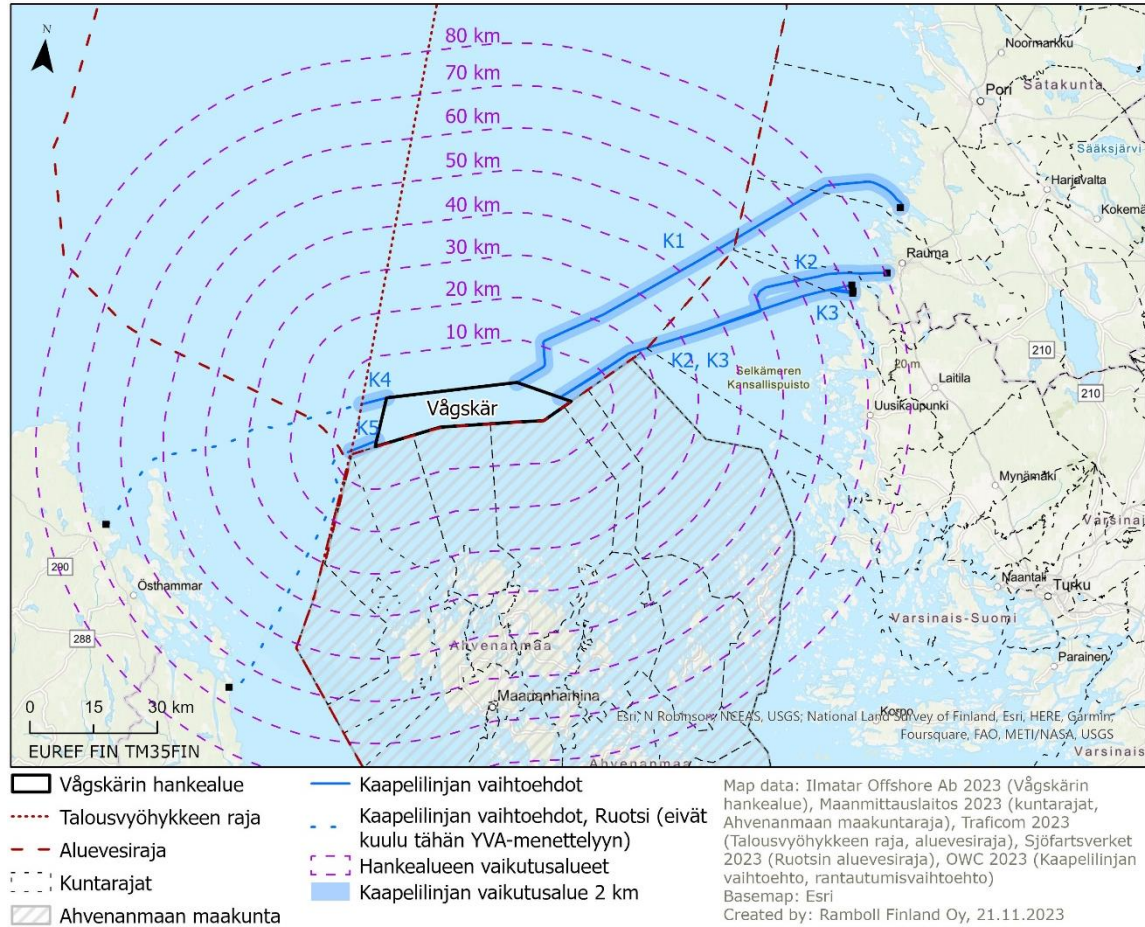 N
80 km
70 km
60 km
50 km
40 km
30 km
20 km
10 km
Noormarkku
Satakunta
Pori
Sääksjärvi
Harjavalta
Kokemä
K1
Rauma
K2
K3
K2, K3
210
20 m
Selkämeren
Kansallispuisto
Laitila
210
Uusikaupunki
K4
Vågskär
K5
Mynämäki
Varsinai
290
Östhammar
288
Naantali
Turku
Varsinais-Suomi
Ahvenanmaa
Parainen
Maarianhamina
Korpo
0 15 30 km
EUREF FIN TM35FIN
Esri, N Robinson, NCEAS, USGS; National Land Survey of Finland, Esri, HERE, Garmin,
Foursquare, FAO, METI/NASA, USGS
Ahvenanmaa
Varsinais-
Vågskärin hankealue
Talousvyöhykkeen raja
Aluevesiraja
Kuntarajat
Ahvenanmaan maakunta
Kaapelilinjan vaihtoehdot
Kaapelilinjan vaihtoehdot, Ruotsi (eivät
kuulu tähän YVA-menettelyyn)
Hankealueen vaikutusalueet
Kaapelilinjan vaikutusalue 2 km
Map data: Ilmatar Offshore Ab 2023 (Vågskärin
hankealue), Maanmittauslaitos 2023 (kuntarajat,
Ahvenanmaan maakuntaraja), Traficom 2023
(Talousvyöhykkeen raja, aluevesiraja), Sjöfartsverket
2023 (Ruotsin aluevesiraja), OWC 2023 (Kaapelilinjan
vaihtoehto, rantautumisvaihtoehto)
Basemap: Esri
Created by: Ramboll Finland Oy, 21.11.2023